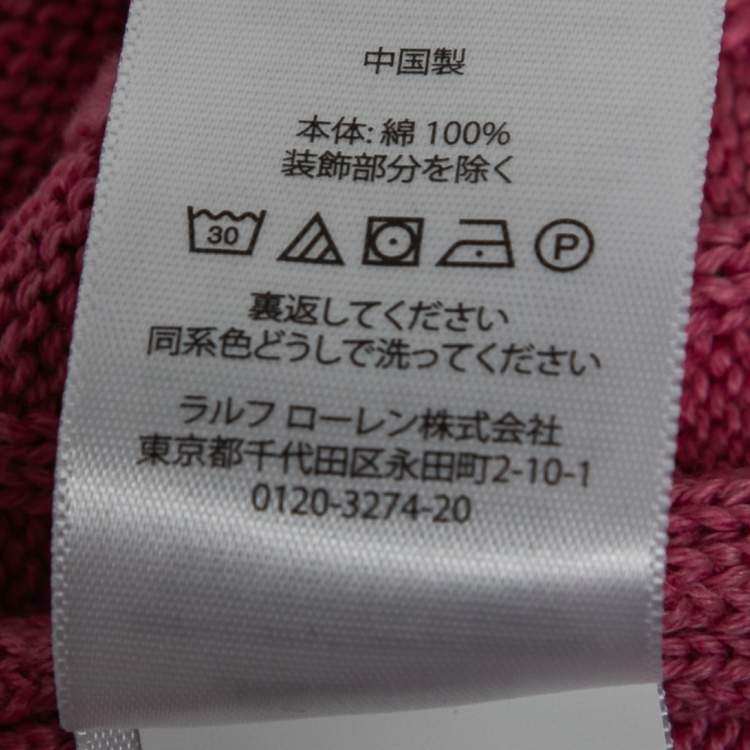 中国製
本体: 綿 100%
装飾部分を除く
30 P
裏返してください
同系色どうしで洗ってください
ラルフ ローレン株式会社
東京都千代田区永田町2-10-1
0120-3274-20